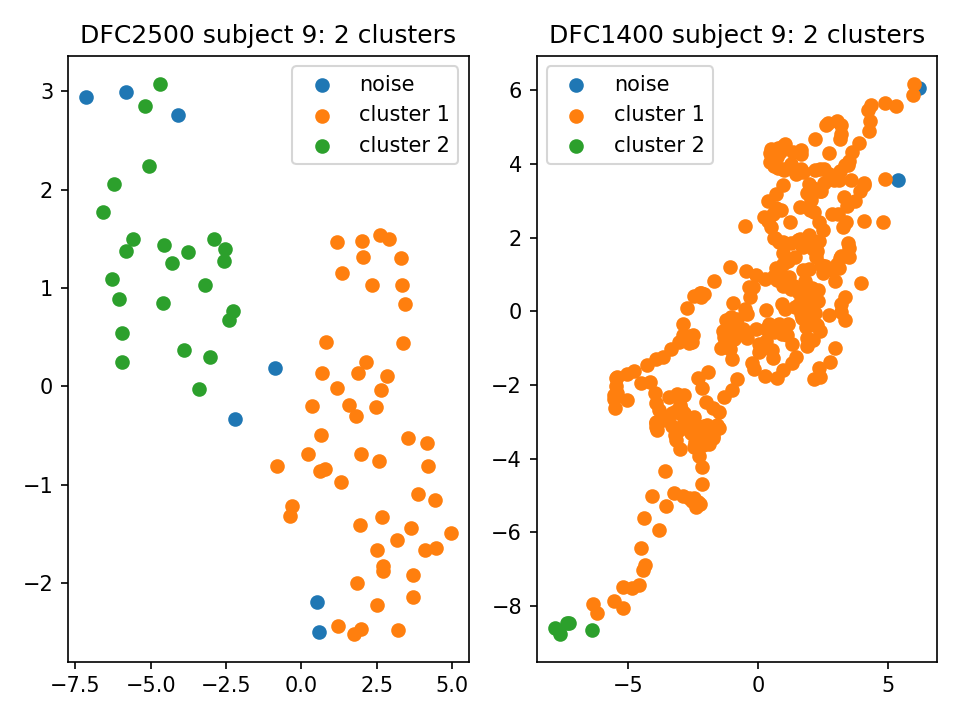 DFC2500 subject 9: 2 clusters
noise
cluster 1
cluster 2
3
2
1
0
−1
−2
−7.5 −5.0 −2.5 0.0 2.5 5.0
DFC1400 subject 9: 2 clusters
noise
cluster 1
cluster 2
6
4
2
0
−2
−4
−6
−8
−5 0 5